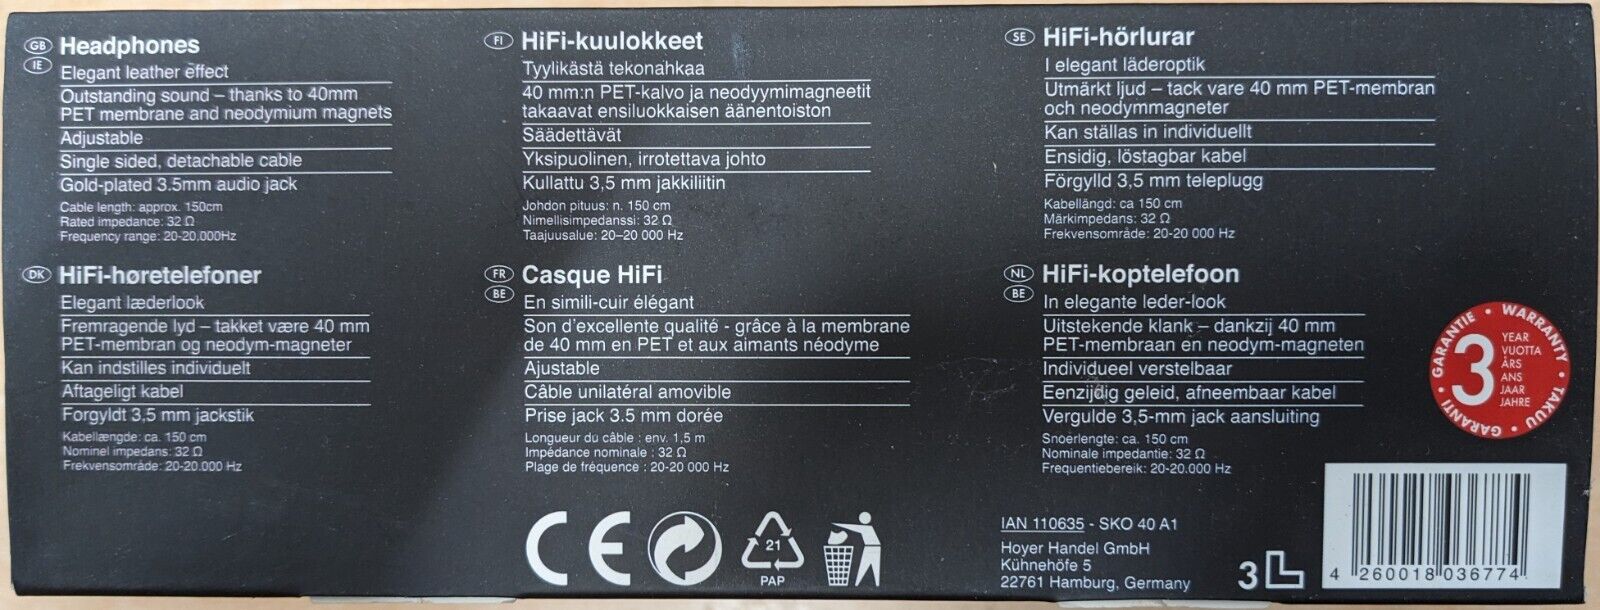 GB IE Headphones
Elegant leather effect
Outstanding sound – thanks to 40mm
PET membrane and neodymium magnets
Adjustable
Single sided, detachable cable
Gold-plated 3.5mm audio jack
Cable length: approx. 150cm
Rated impedance: 32 Ω
Frequency range: 20-20.000Hz
FI HiFi-kuulokkeet
Tyylikästä tekonahkaa
40 mm:n PET-kalvo ja neodyymimagneetit
takaavat ensiluokkaisen äänentoiston
Säädettävät
Yksipuolinen, irrotettava johto
Kullattu 3,5 mm jakkiliitin
Johdon pituus: n. 150 cm
Nimellisimpedanssi: 32 Ω
Taajuusalue: 20–20 000 Hz
SE HiFi-hörlurar
I elegant läderoptik
Utmärkt ljud – tack vare 40 mm PET-membran
och neodymmagneter
Kan ställas in individuellt
Ensidig, löstagbar kabel
Förgylld 3,5 mm teleplugg
Kabellängd: ca 150 cm
Märkimpedans: 32 Ω
Frekvensområde: 20-20 000 Hz
DK HiFi-høretelefoner
Elegant læderlook
Fremragende lyd – takket være 40 mm
PET-membran og neodym-magneter
Kan indstilles individuelt
Aftageligt kabel
Forgyldt 3,5 mm jackstik
Kabellængde: ca. 150 cm
Nominel impedans: 32 Ω
Frekvensområde: 20-20.000 Hz
FR BE Casque HiFi
En simili-cuir élégant
Son d'excellente qualité - grâce à la membrane
de 40 mm en PET et aux aimants néodyme
Ajustable
Câble unilatéral amovible
Prise jack 3.5 mm dorée
Longueur du câble : env. 1,5 m
Impédance nominale : 32 Ω
Plage de fréquence : 20-20 000 Hz
NL BE HiFi-koptelefoon
In elegante leder-look
Uitstekende klank – dankzij 40 mm
PET-membraan en neodym-magneten
Individueel verstelbaar
Eenzijdig geleid, afneembaar kabel
Vergulde 3,5-mm jack aansluiting
Snoerlengte: ca. 150 cm
Nominale impedantie: 32 Ω
Frequentiebereik: 20-20.000 Hz
GARANTIE • WARRANTY • TAKUU • GARANTI •
3
YEAR
VUOTTA
ÅRS
ANS
JAAR
JAHRE
CE
21
PAP
IAN 110635 - SKO 40 A1
Hoyer Handel GmbH
Kühnehöfe 5
22761 Hamburg, Germany
3L
4 260018 036774